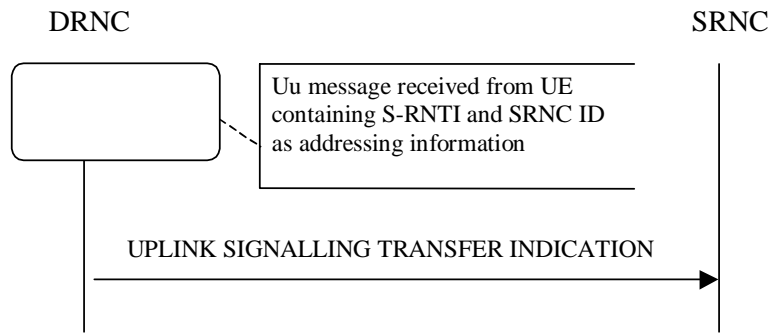 DRNC
SRNC
Uu message received from UE
containing S-RNTI and SRNC ID
as addressing information
UPLINK SIGNALLING TRANSFER INDICATION